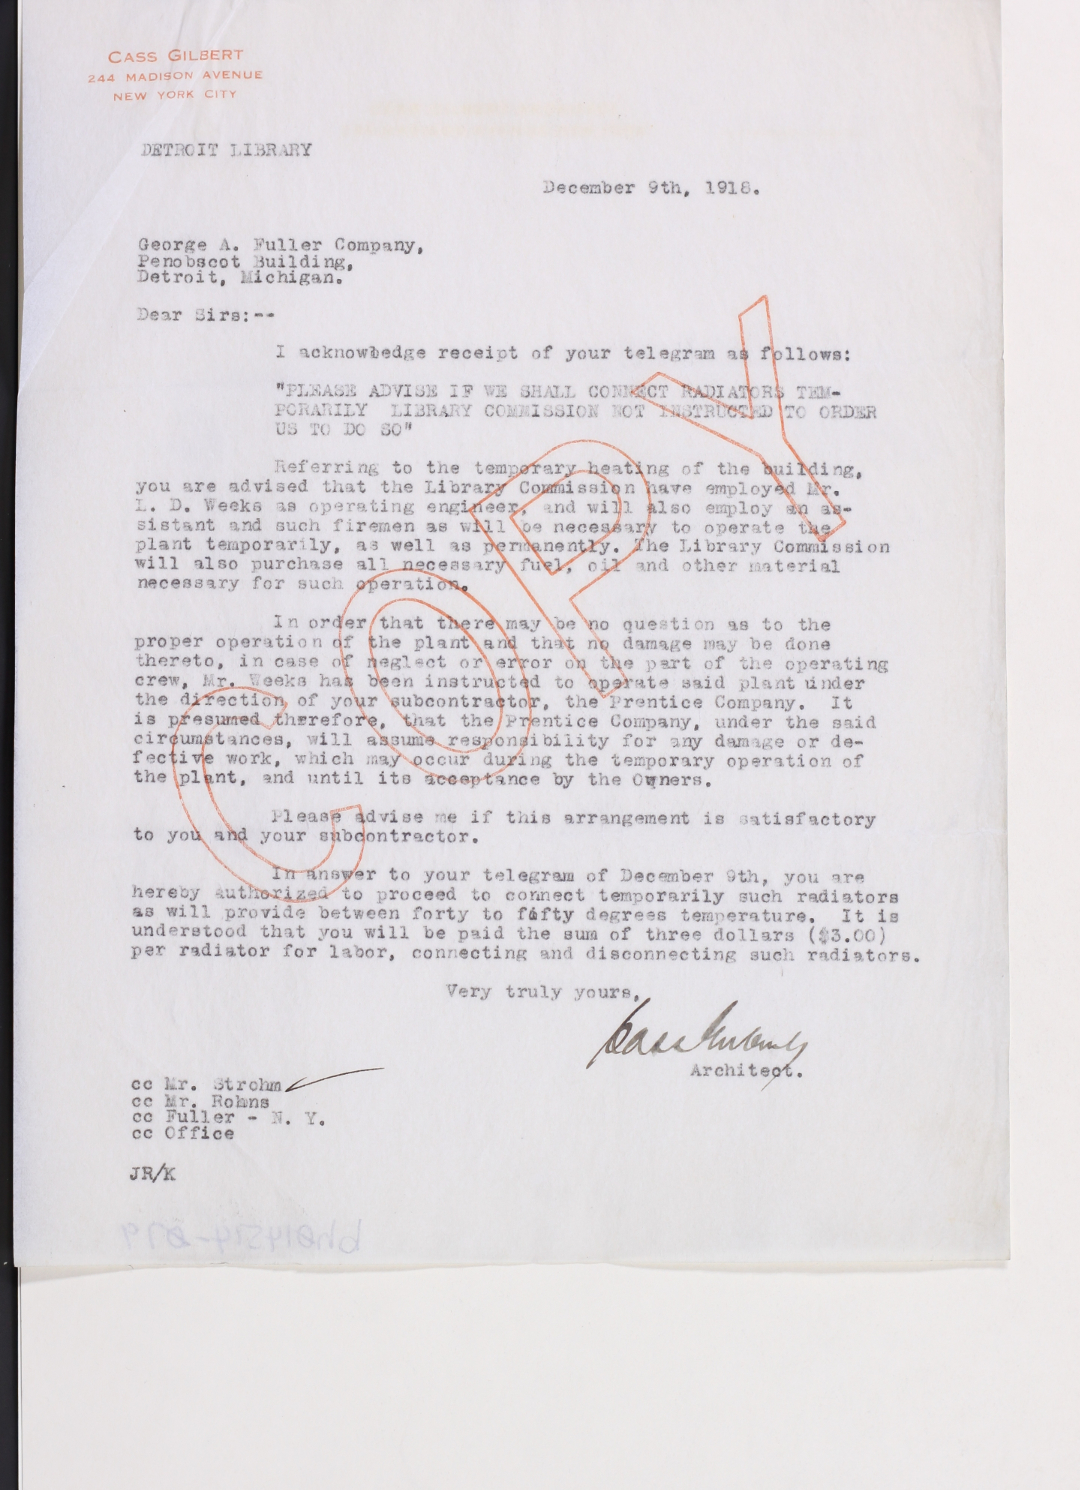 CASS GILBERT
244 MADISON AVENUE
NEW YORK CITY
DETROIT LIBRARY
December 9th, 1918.
George A. Fuller Company,
Penobscot Building,
Detroit, Michigan.
Dear Sirs:--
I acknowledge receipt of your telegram as follows:
"PLEASE ADVISE IF WE SHALL CONNECT RADIATORS TEM-
PORARILY LIBRARY COMMISSION NOT INSTRUCTED TO ORDER
US TO DO SO"
Referring to the temporary heating of the building,
you are advised that the Library Commission have employed Mr.
L. D. Weeks as operating engineer, and will also employ an as-
sistant and such firemen as will be necessary to operate the
plant temporarily, as well as permanently. The Library Commission
will also purchase all necessary fuel, oil and other material
necessary for such operation.
In order that there may be no question as to the
proper operation of the plant and that no damage may be done
thereto, in case of neglect or error on the part of the operating
crew, Mr. Weeks has been instructed to operate said plant under
the direction of your subcontractor, the Prentice Company. It
is presumed therefore, that the Prentice Company, under the said
circumstances, will assume responsibility for any damage or de-
fective work, which may occur during the temporary operation of
the plant, and until its acceptance by the Owners.
Please advise me if this arrangement is satisfactory
to you and your subcontractor.
In answer to your telegram of December 9th, you are
hereby authorized to proceed to connect temporarily such radiators
as will provide between forty to fifty degrees temperature. It is
understood that you will be paid the sum of three dollars ($3.00)
per radiator for labor, connecting and disconnecting such radiators.
Very truly yours,
Cass Gilbert
Architect.
cc Mr. Strohm
cc Mr. Rohns
cc Fuller - N. Y.
cc Office
JR/K
COPY
bh014514-079